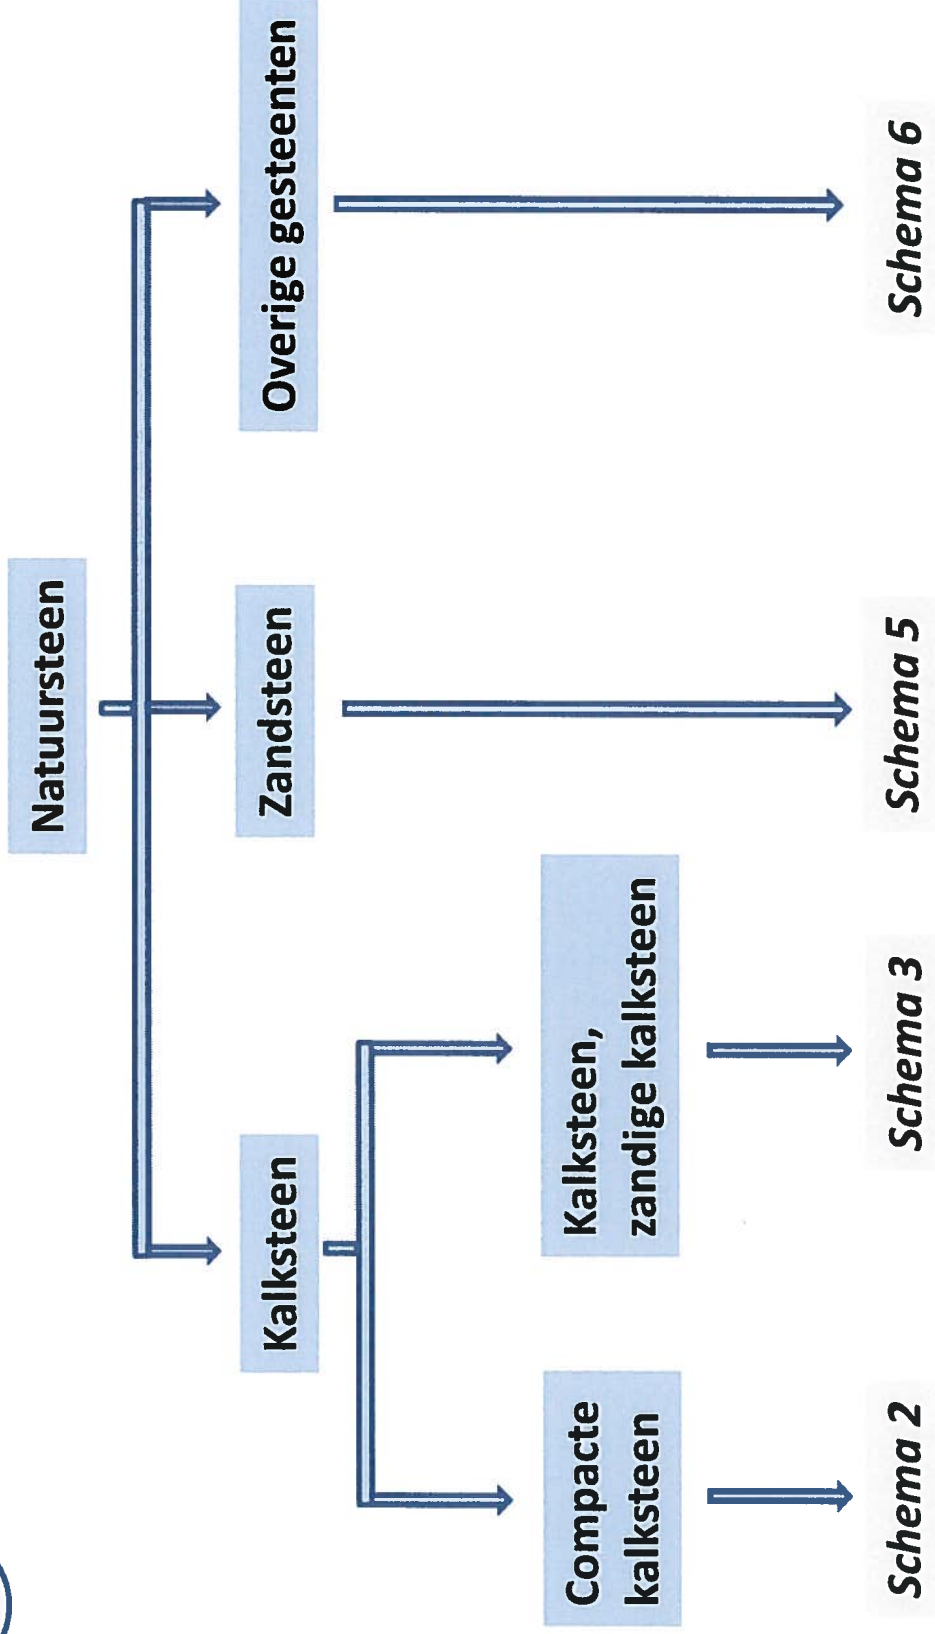 Natuursteen
Kalksteen
Zandsteen
Overige gesteenten
Compacte
kalksteen
Kalksteen,
zandige kalksteen
Schema 2
Schema 3
Schema 5
Schema 6